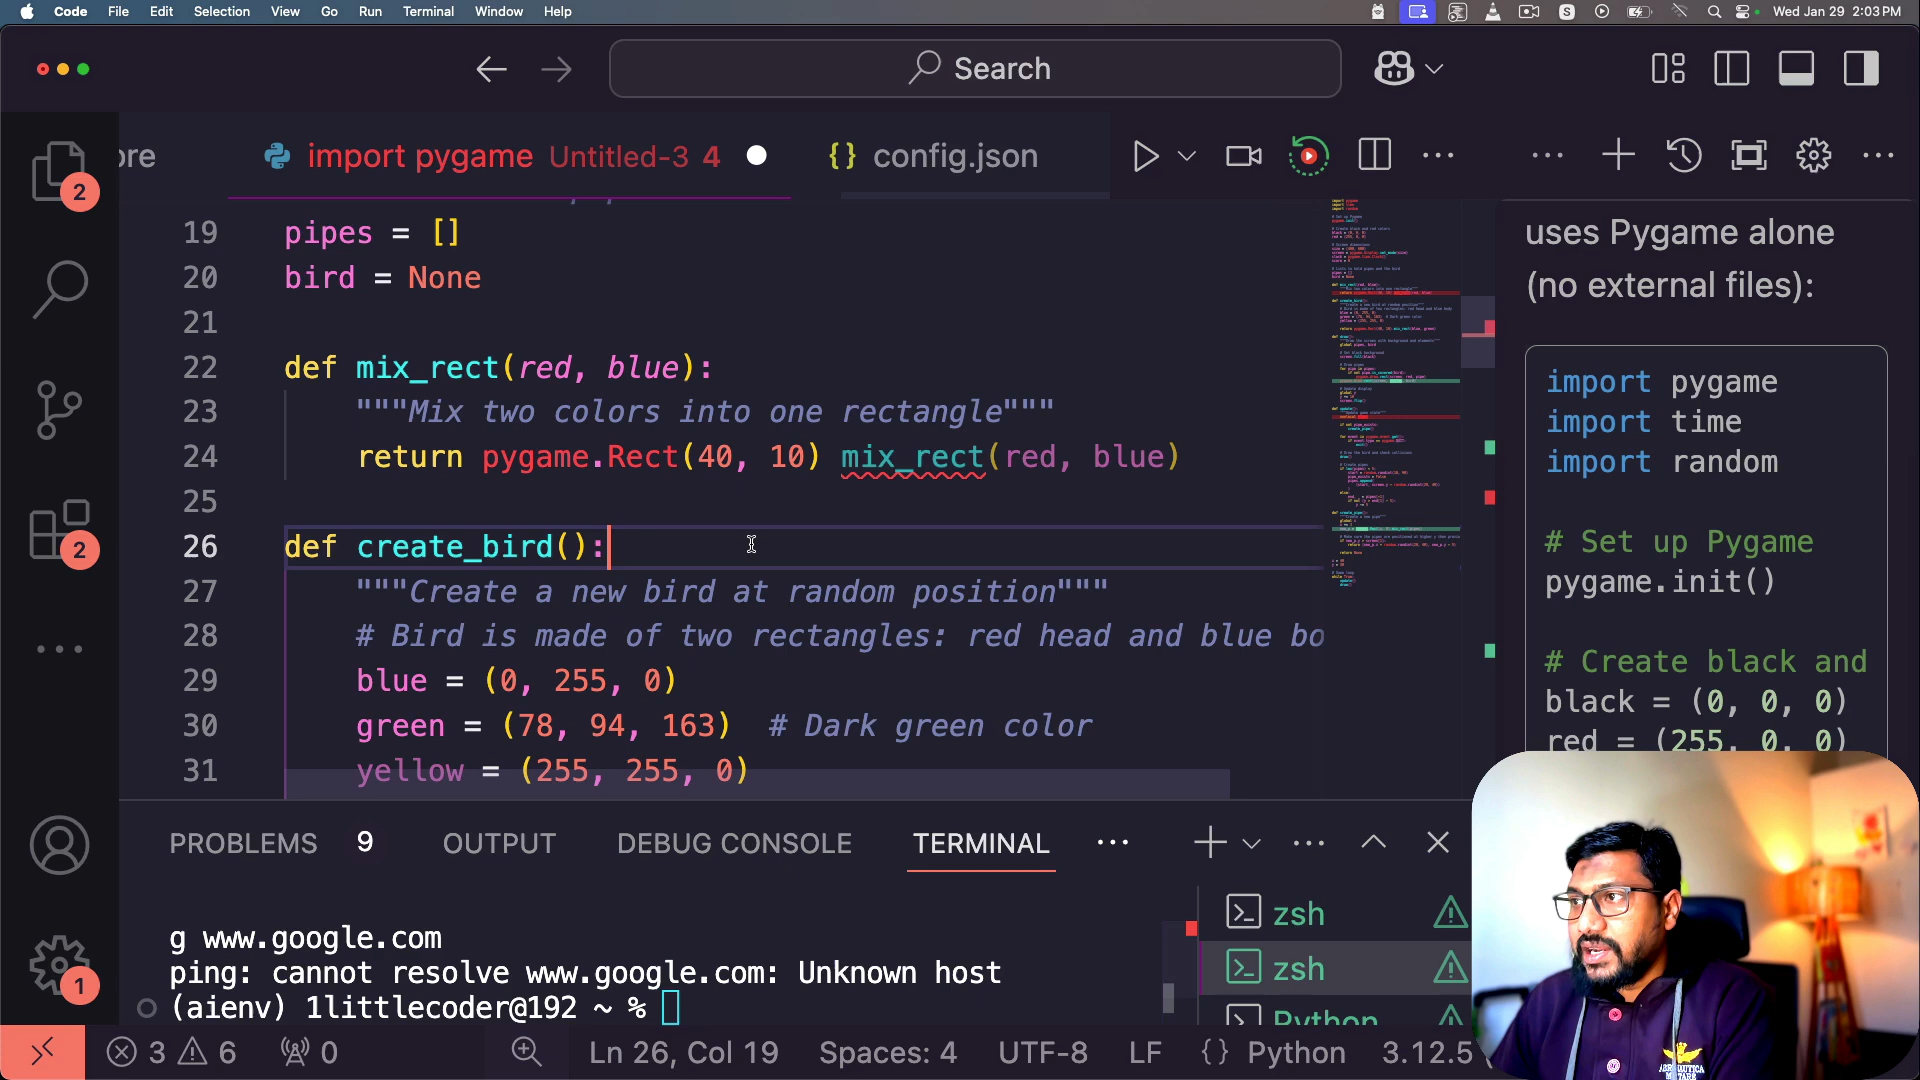 Code File Edit Selection View Go Run Terminal Window Help Wed Jan 29 2:03 PM
Search
ore import pygame Untitled-3 4 {} config.json
19 pipes = []
20 bird = None
21
22 def mix_rect(red, blue):
23 """Mix two colors into one rectangle"""
24 return pygame.Rect(40, 10) mix_rect(red, blue)
25
26 def create_bird():
27 """Create a new bird at random position"""
28 # Bird is made of two rectangles: red head and blue bo
29 blue = (0, 255, 0)
30 green = (78, 94, 163) # Dark green color
31 yellow = (255, 255, 0)
uses Pygame alone
(no external files):
import pygame
import time
import random
# Set up Pygame
pygame.init()
# Create black and
black = (0, 0, 0)
red = (255, 0, 0)
2
2
1
PROBLEMS 9 OUTPUT DEBUG CONSOLE TERMINAL
g www.google.com
ping: cannot resolve www.google.com: Unknown host
(aienv) 1littlecoder@192 ~ %
zsh
zsh
Python
3 6 0 Ln 26, Col 19 Spaces: 4 UTF-8 LF {} Python 3.12.5